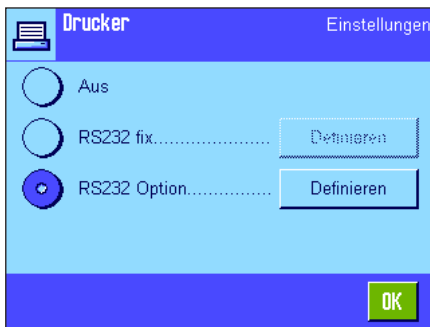 Drucker Einstellungen
Aus
RS232 fix...................... Definieren
RS232 Option................ Definieren
OK